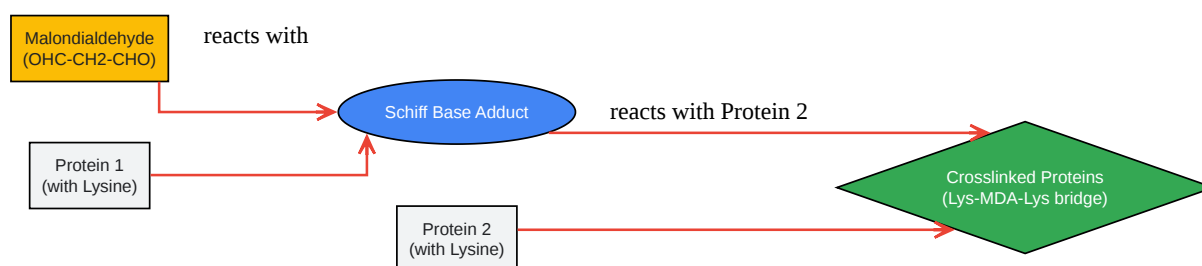 Malondialdehyde
(OHC-CH2-CHO)
reacts with
Schiff Base Adduct
reacts with Protein 2
Protein 1
(with Lysine)
Crosslinked Proteins
(Lys-MDA-Lys bridge)
Protein 2
(with Lysine)